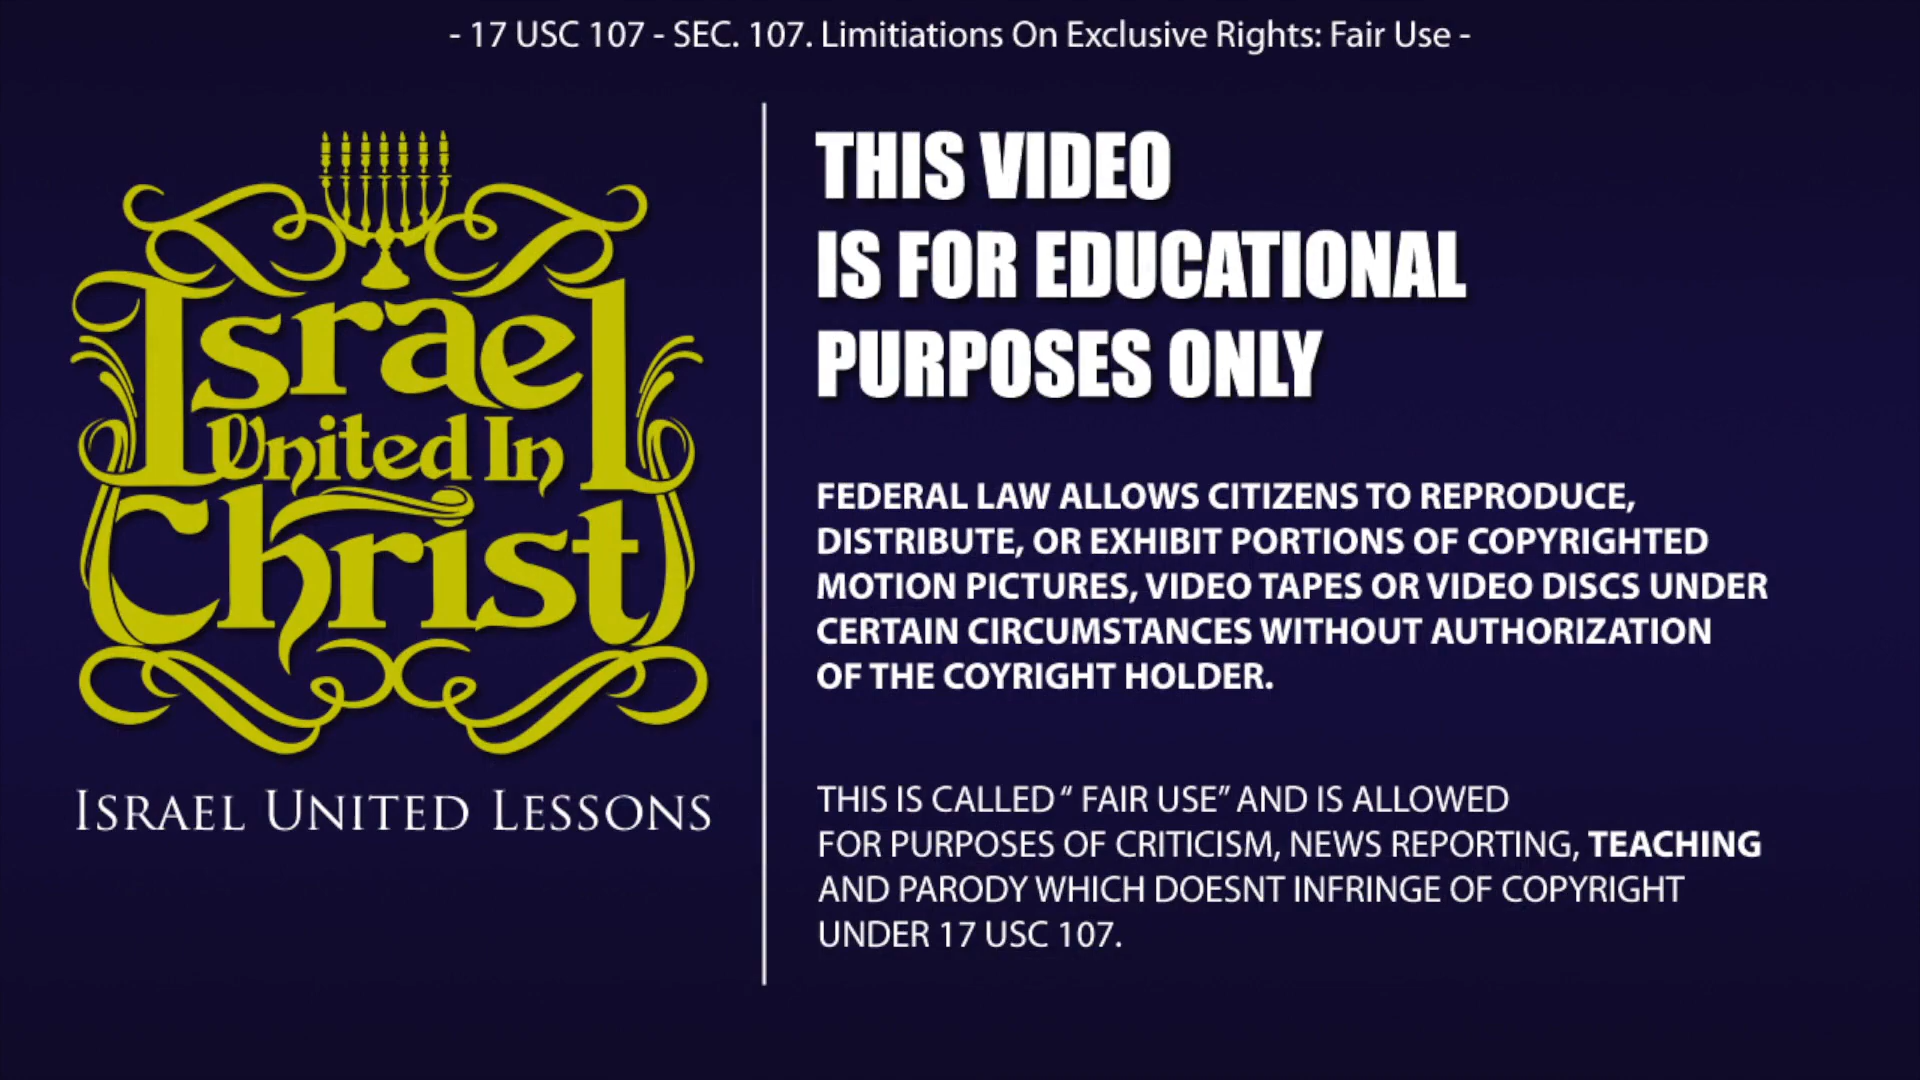 - 17 USC 107 - SEC. 107. Limitiations On Exclusive Rights: Fair Use -
Israel
United In
Christ
ISRAEL UNITED LESSONS
THIS VIDEO
IS FOR EDUCATIONAL
PURPOSES ONLY
FEDERAL LAW ALLOWS CITIZENS TO REPRODUCE,
DISTRIBUTE, OR EXHIBIT PORTIONS OF COPYRIGHTED
MOTION PICTURES, VIDEO TAPES OR VIDEO DISCS UNDER
CERTAIN CIRCUMSTANCES WITHOUT AUTHORIZATION
OF THE COYRIGHT HOLDER.
THIS IS CALLED “ FAIR USE” AND IS ALLOWED
FOR PURPOSES OF CRITICISM, NEWS REPORTING, TEACHING
AND PARODY WHICH DOESNT INFRINGE OF COPYRIGHT
UNDER 17 USC 107.